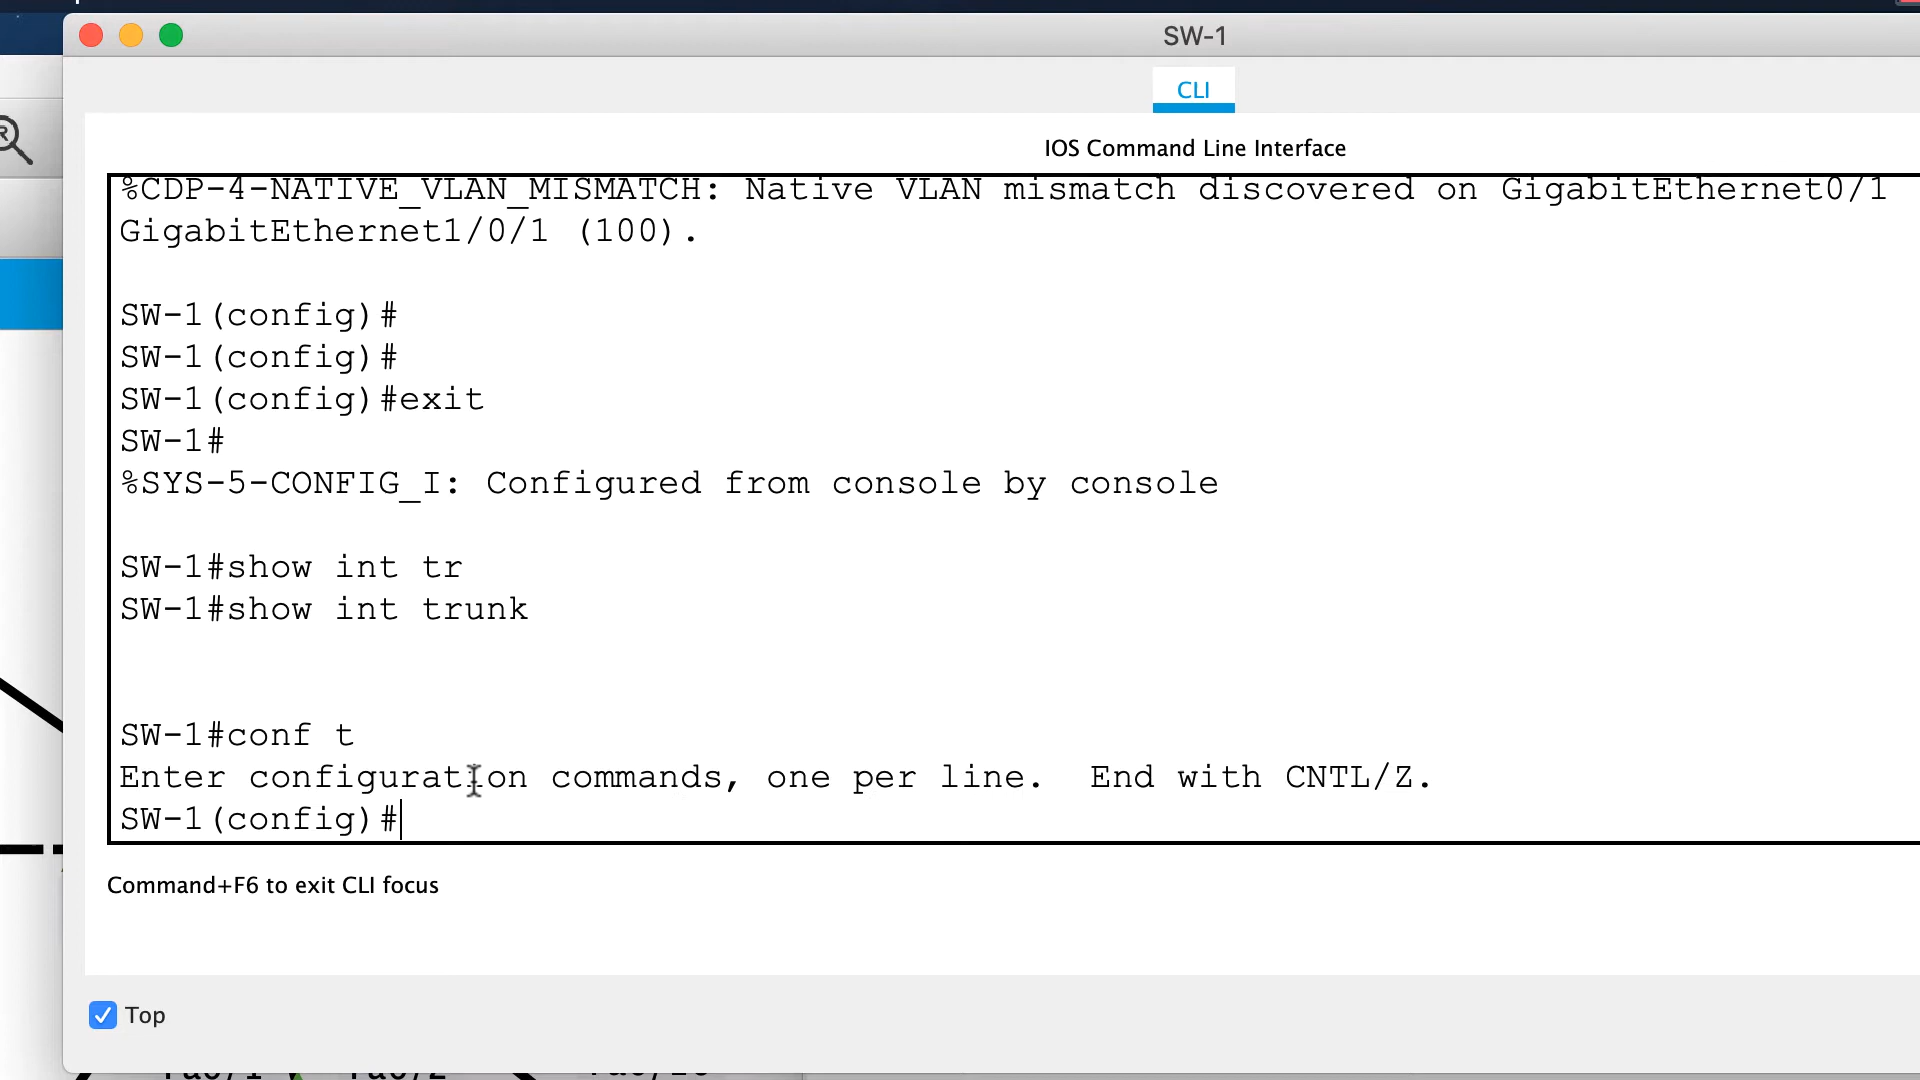 SW-1
CLI
IOS Command Line Interface
%CDP-4-NATIVE_VLAN_MISMATCH: Native VLAN mismatch discovered on GigabitEthernet0/1
GigabitEthernet1/0/1 (100).
SW-1(config)#
SW-1(config)#
SW-1(config)#exit
SW-1#
%SYS-5-CONFIG_I: Configured from console by console
SW-1#show int tr
SW-1#show int trunk
SW-1#conf t
Enter configuration commands, one per line.  End with CNTL/Z.
SW-1(config)#
Command+F6 to exit CLI focus
Top